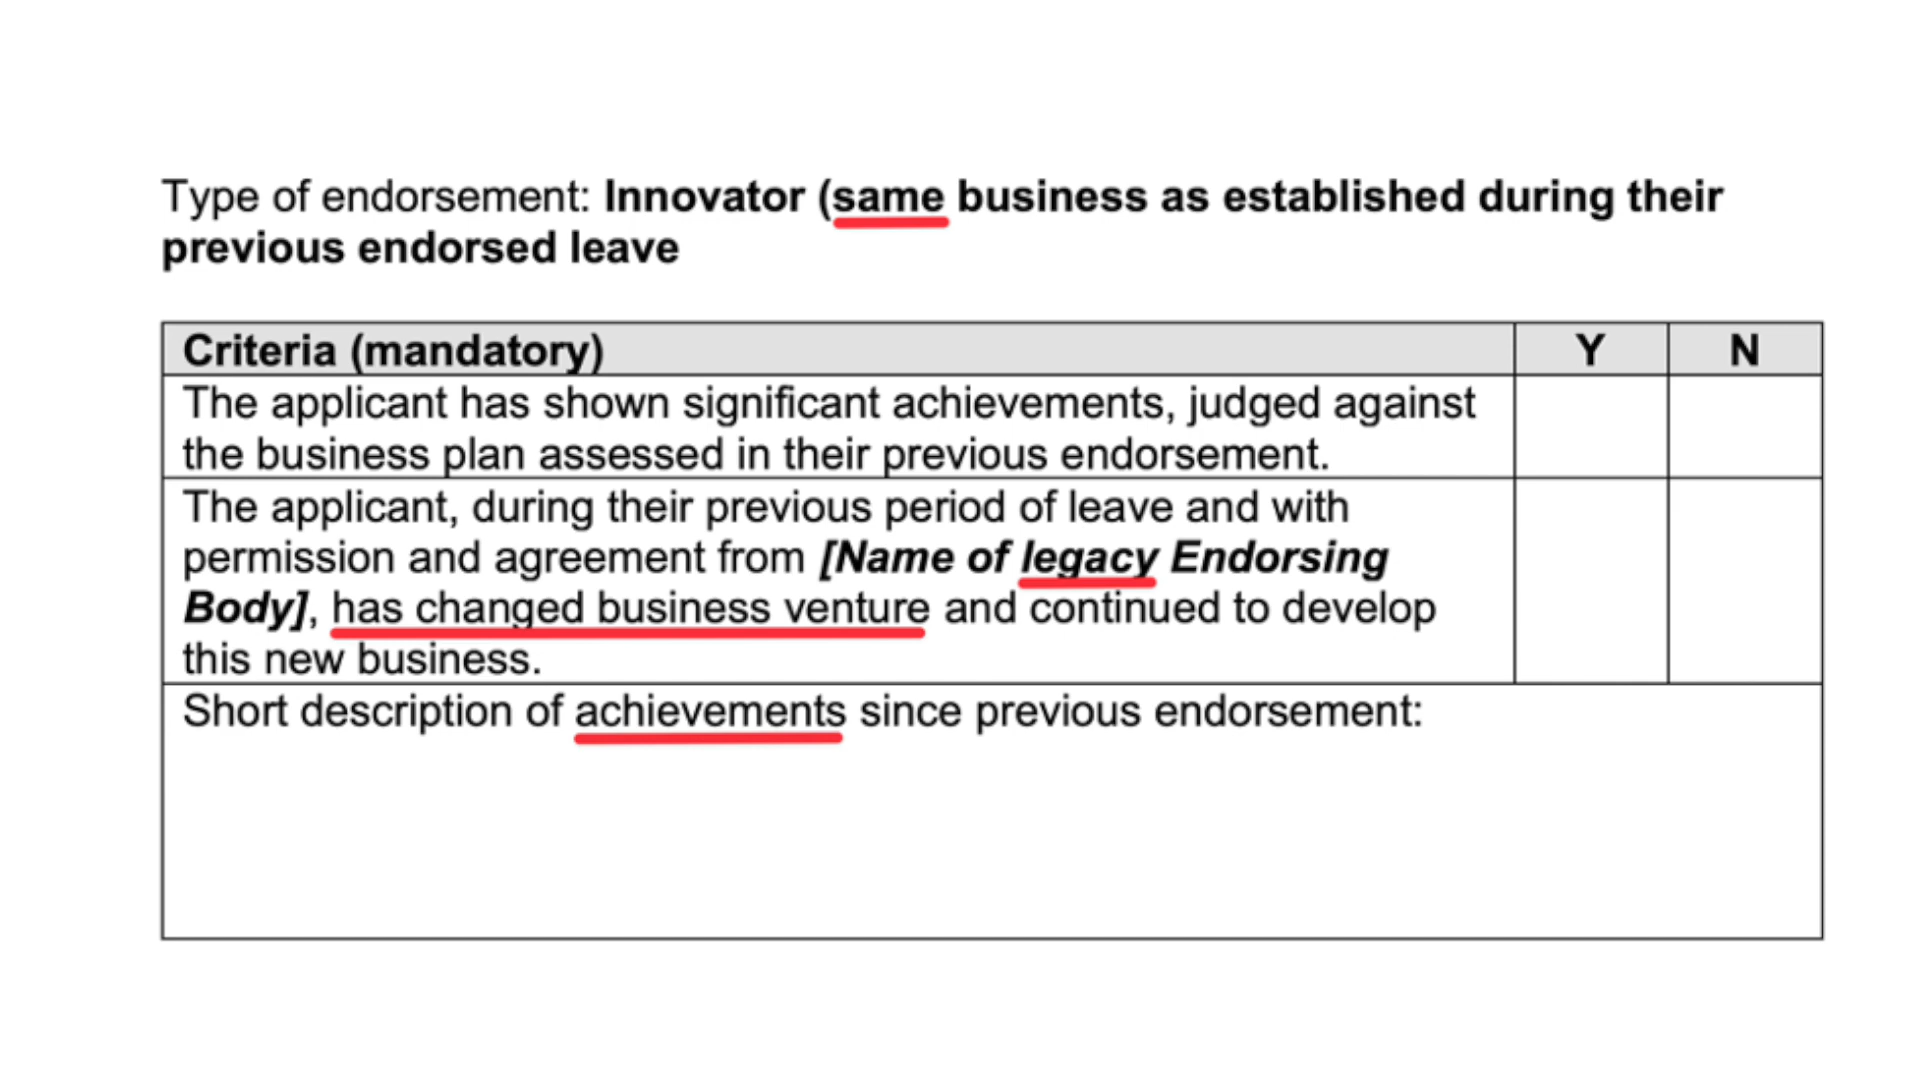 Type of endorsement: Innovator (same business as established during their
previous endorsed leave
Criteria (mandatory) Y N
The applicant has shown significant achievements, judged against
the business plan assessed in their previous endorsement.
The applicant, during their previous period of leave and with
permission and agreement from [Name of legacy Endorsing
Body], has changed business venture and continued to develop
this new business.
Short description of achievements since previous endorsement: